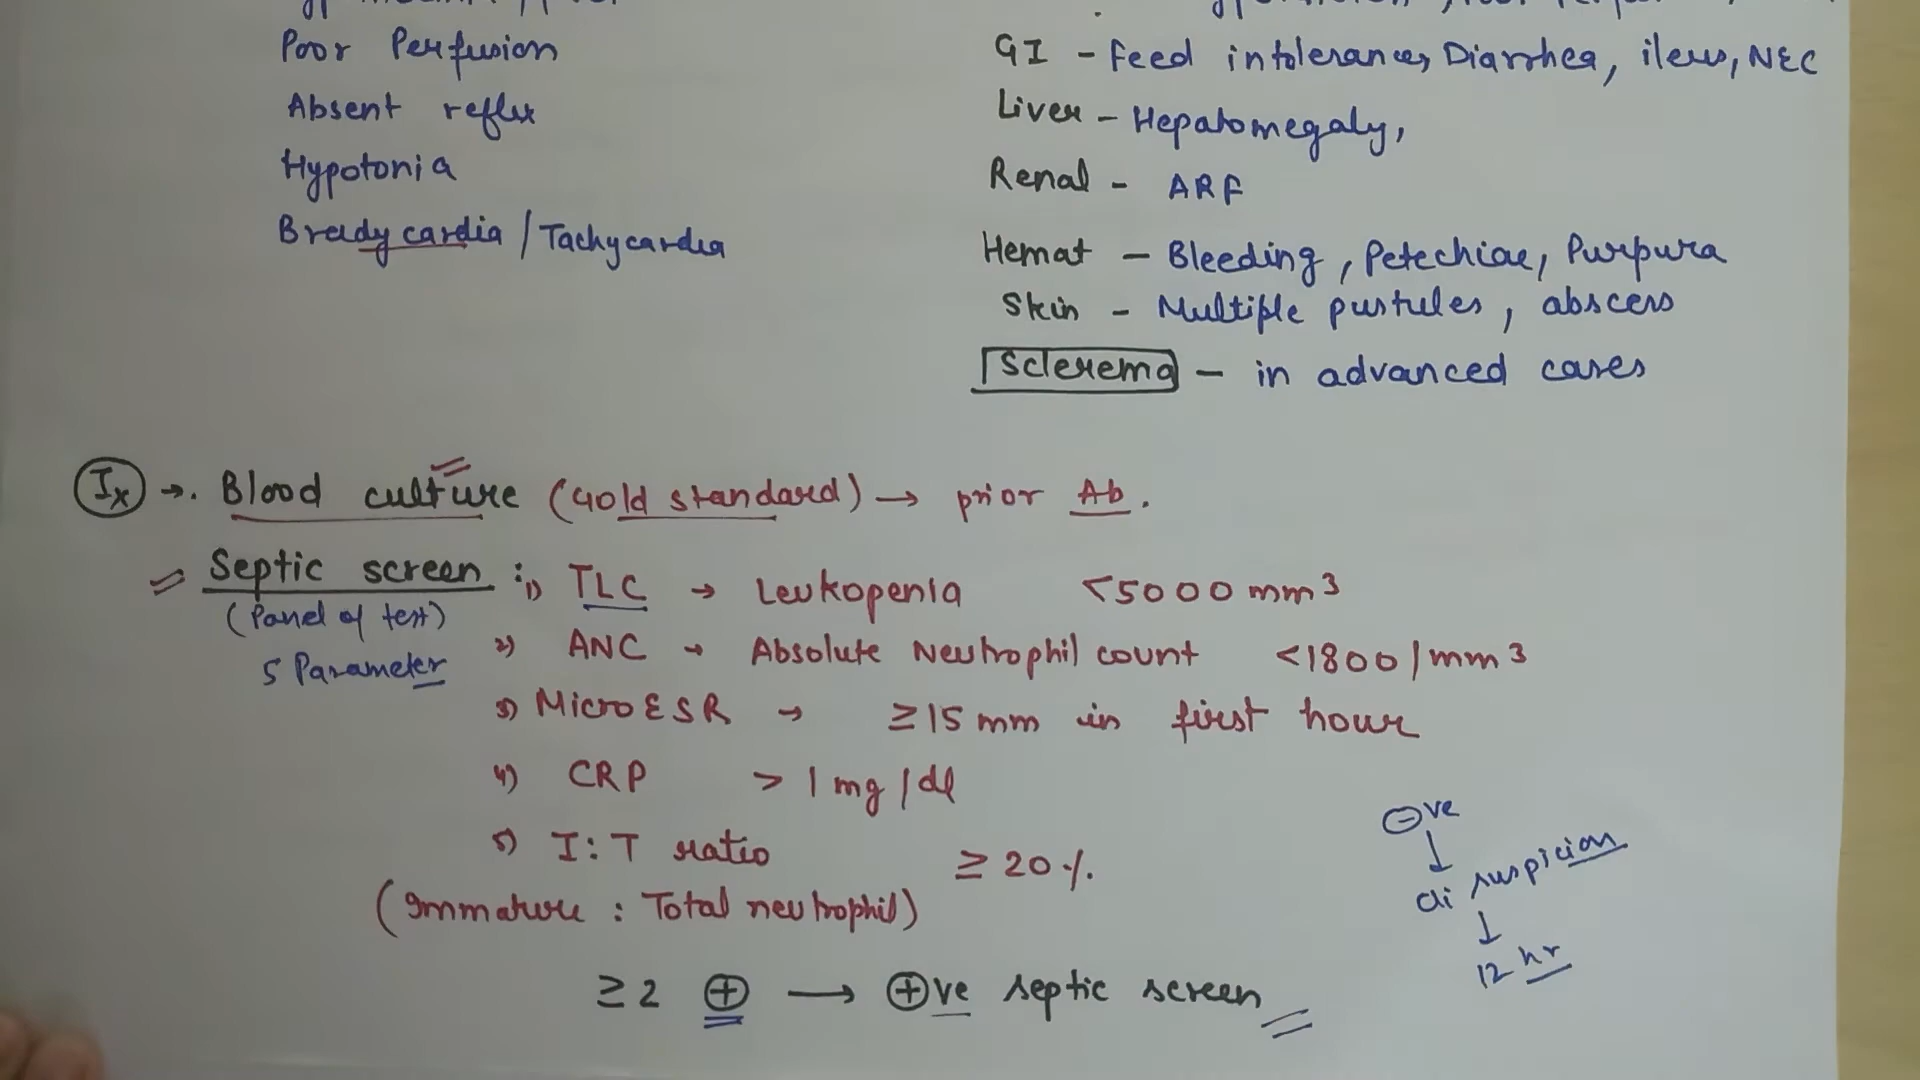 Poor Perfusion
Absent reflex
Hypotonia
Bradycardia / Tachycardia
GI - Feed intolerance, Diarrhea, ileus, NEC
Liver - Hepatomegaly,
Renal - ARF
Hemat - Bleeding, Petechiae, Purpura
Skin - Multiple pustules, abscess
Sclerema - in advanced cases
Ix → Blood culture (Gold standard) → prior Ab.
Septic screen : 1) TLC → Leukopenia <5000 mm3
(Panel of test)
5 Parameter
2) ANC → Absolute Neutrophil count <1800/mm3
3) Micro ESR → ≥15 mm in first hour
4) CRP > 1 mg/dl
5) I:T ratio ≥ 20%.
(Immature : Total neutrophil)
≥2 ⊕ → ⊕ve septic screen
⊖ve
↓
Cli suspicion
↓
12 hr